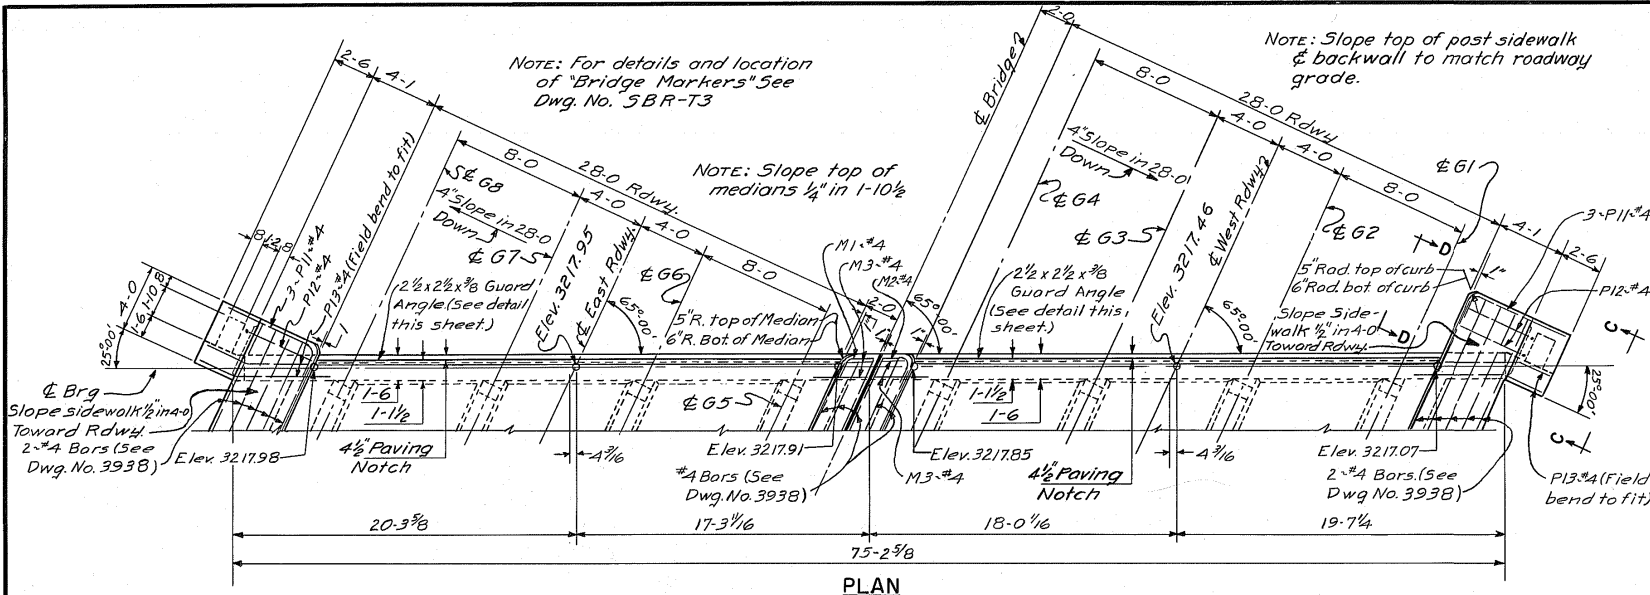 NOTE: For details and location
of "Bridge Markers" See
Dwg. No. SBR-T3
NOTE: Slope top of post sidewalk
& backwall to match roadway
grade.
NOTE: Slope top of
medians ¼" in 1-10½
2-6
4-1
28-0 Rdwy.
8-0
4-0
4-0
8-0
2-0
℄ G8
4" Slope in 28-0
Down
℄ G7
Elev. 3217.95
℄ East Rdwy.
℄ G6
65°-00'
8
1-2
8
3-P11-#4
P12-#4
P13-#4 (Field bend to fit)
1
4-0
1-6
1-10
8
25°-00'
2½ x 2½ x ⅜ Guard
Angle (See detail
this sheet.)
5" R. top of Median
6" R. Bot. of Median
M1-#4
M3-#4
M2-#4
1"
1"
2-0
℄ Bridge
28-0 Rdwy
8-0
4-0
4-0
8-0
4" Slope in 28-0
Down
℄ G4
℄ G3
Elev. 3217.46
℄ West Rdwy.
℄ G2
℄ G1
D
4-1
2-6
65°-00'
65°-00'
2½ x 2½ x ⅜
Guard Angle
(See detail this
sheet.)
3-P11-#4
5" Rad. top of curb
6" Rad. bot. of curb
1"
P12-#4
Slope Side-
walk ½" in 4-0
Toward Rdwy.
D
C
25°-00'
C
℄ Brg
Slope sidewalk ½" in 4-0
Toward Rdwy.
2-#4 Bars (See
Dwg. No. 3938)
Elev. 3217.98
1-6
1-1½
4½" Paving
Notch
4 3/16
℄ G5
#4 Bars (See
Dwg. No. 3938)
Elev. 3217.91
Elev. 3217.85
M3-#4
1-1½
1-6
4½" Paving
Notch
4 3/16
Elev. 3217.07
2-#4 Bars. (See
Dwg No. 3938)
P13-#4 (Field
bend to fit)
20-3⅝
17-3 11/16
18-0 1/16
19-7¼
75-2⅝
PLAN